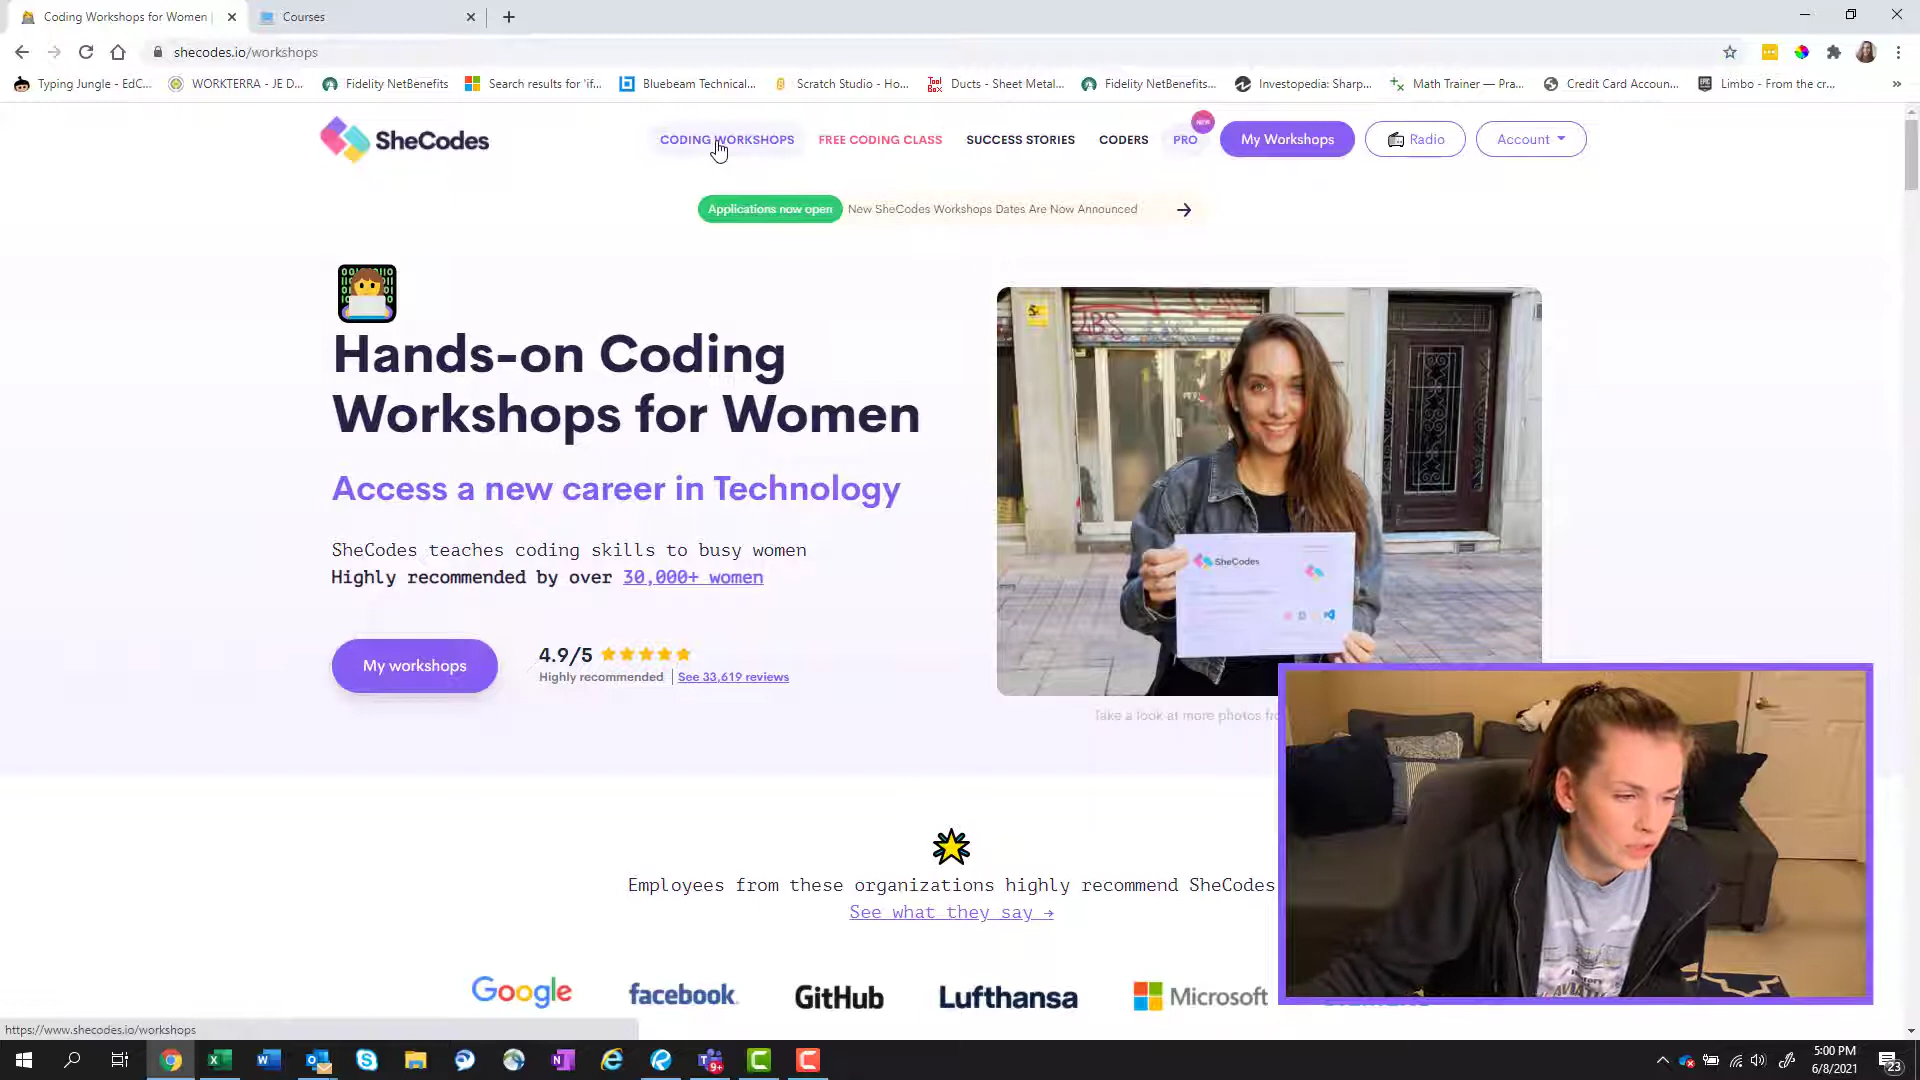 Coding Workshops for Women |
Courses
shecodes.io/workshops
Typing Jungle - EdC...
WORKTERRA - JE D...
Fidelity NetBenefits
Search results for 'if...
Bluebeam Technical...
Scratch Studio - Ho...
Ducts - Sheet Metal...
Fidelity NetBenefits...
Investopedia: Sharp...
Math Trainer — Pra...
Credit Card Accoun...
Limbo - From the cr...
SheCodes
CODING WORKSHOPS
FREE CODING CLASS
SUCCESS STORIES
CODERS
PRO
NEW
My Workshops
Radio
Account
Applications now open
New SheCodes Workshops Dates Are Now Announced →
Hands-on Coding
Workshops for Women
Access a new career in Technology
SheCodes teaches coding skills to busy women
Highly recommended by over 30,000+ women
My workshops
4.9/5
Highly recommended
See 33,619 reviews
SheCodes
Take a look at more photos
Employees from these organizations highly recommend SheCodes
See what they say →
Google
facebook
GitHub
Lufthansa
Microsoft
https://www.shecodes.io/workshops
9+
5:00 PM
6/8/2021
23